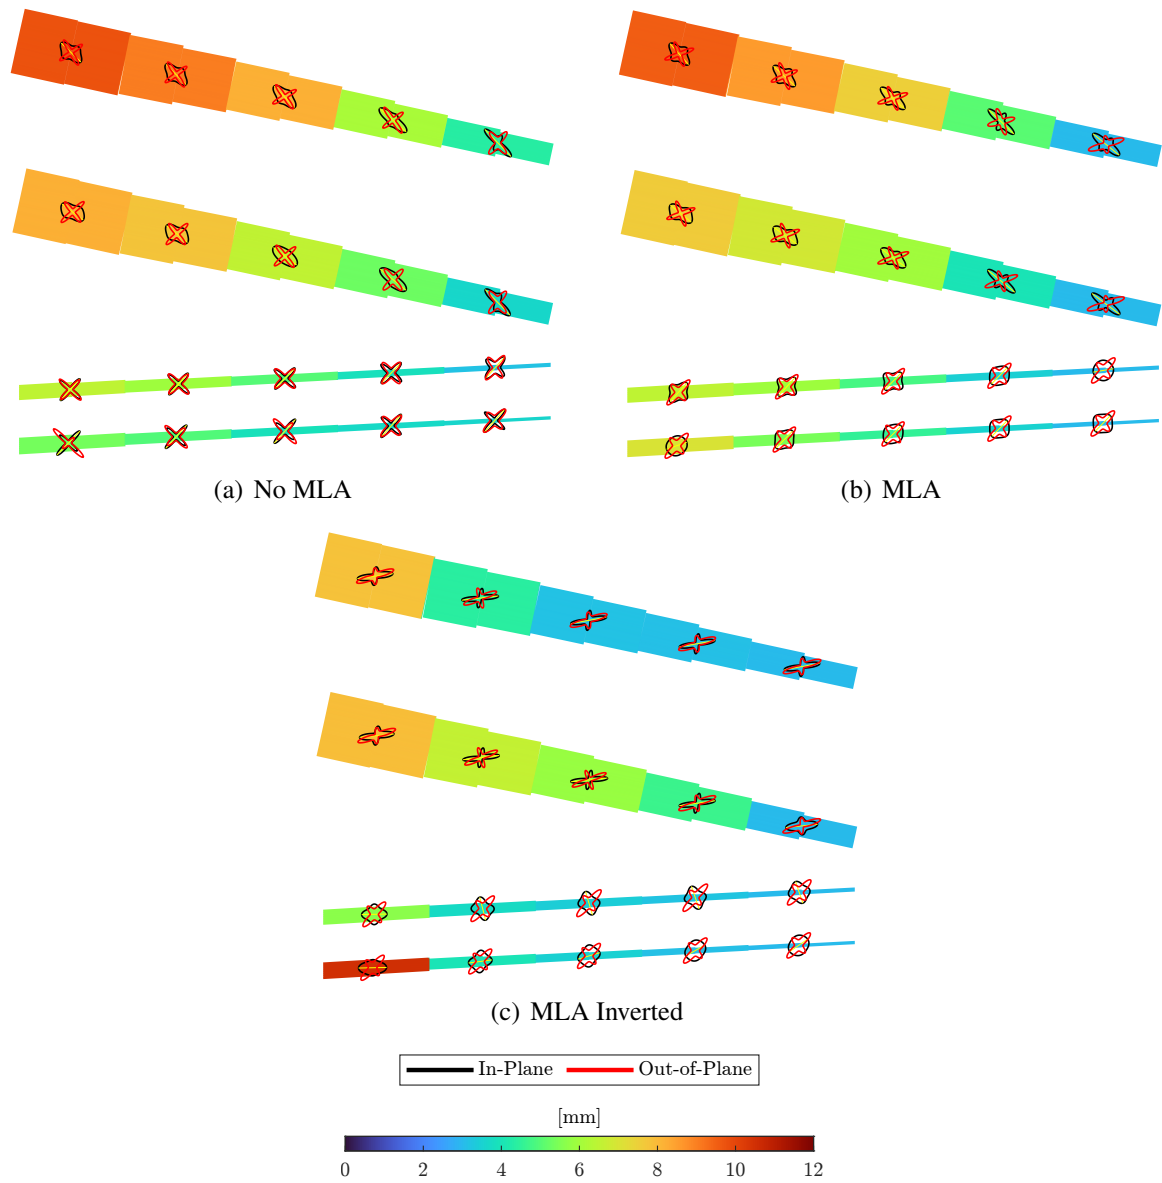 (a) No MLA
(b) MLA
(c) MLA Inverted
In-Plane Out-of-Plane
[mm]
0 2 4 6 8 10 12